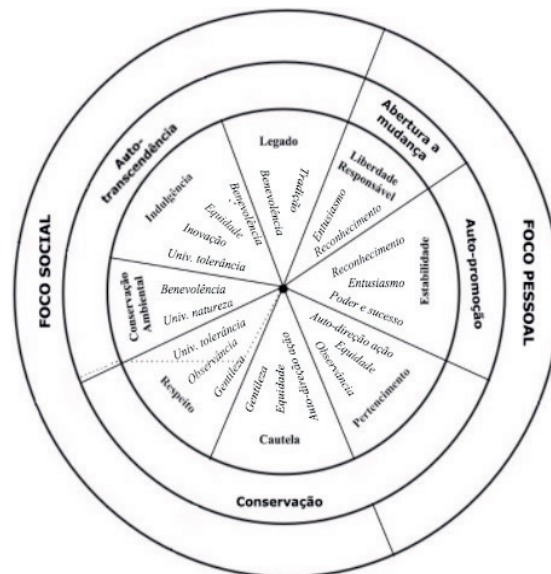 FOCO SOCIAL
FOCO PESSOAL
Auto-
transcendência
Abertura a
mudança
Auto-promoção
Conservação
Legado
Tradição
Benevolência
Benevolência
Liberdade
Responsável
Entusiasmo
Reconhecimento
Estabilidade
Reconhecimento
Entusiasmo
Poder e sucesso
Pertencimento
Auto-direção ação
Equidade
Observância
Cautela
Auto-direção ação
Equidade
Gentileza
Respeito
Gentileza
Observância
Univ. tolerância
Conservação
Ambiental
Benevolência
Univ. natureza
Indulgência
Equidade
Inovação
Univ. tolerância